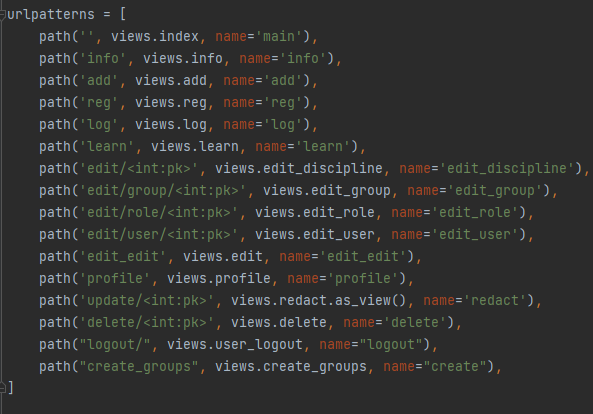 urlpatterns = [
    path('', views.index, name='main'),
    path('info', views.info, name='info'),
    path('add', views.add, name='add'),
    path('reg', views.reg, name='reg'),
    path('log', views.log, name='log'),
    path('learn', views.learn, name='learn'),
    path('edit/<int:pk>', views.edit_discipline, name='edit_discipline'),
    path('edit/group/<int:pk>', views.edit_group, name='edit_group'),
    path('edit/role/<int:pk>', views.edit_role, name='edit_role'),
    path('edit/user/<int:pk>', views.edit_user, name='edit_user'),
    path('edit_edit', views.edit, name='edit_edit'),
    path('profile', views.profile, name='profile'),
    path('update/<int:pk>', views.redact.as_view(), name='redact'),
    path('delete/<int:pk>', views.delete, name='delete'),
    path("logout/", views.user_logout, name="logout"),
    path("create_groups", views.create_groups, name="create"),
]